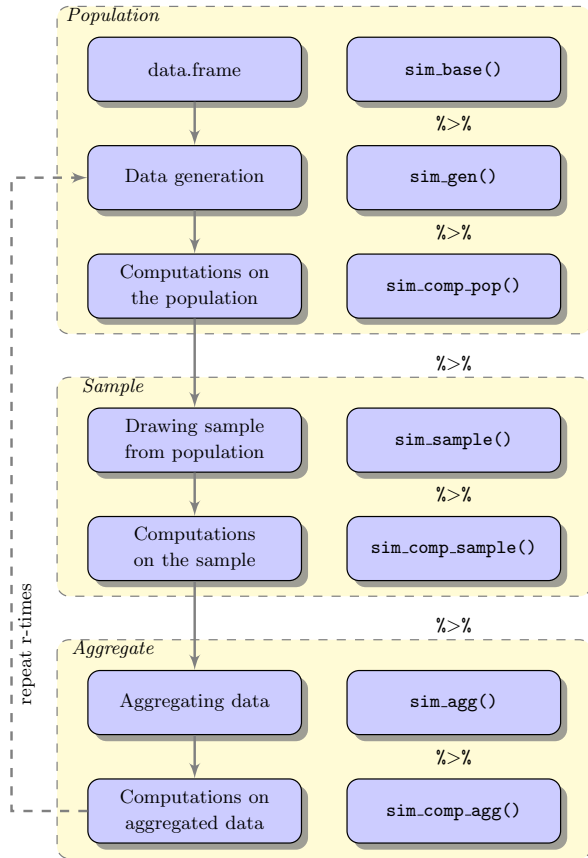 Population
data.frame
sim_base()
%>%
Data generation
sim_gen()
%>%
Computations on
the population
sim_comp_pop()
%>%
Sample
Drawing sample
from population
sim_sample()
%>%
Computations
on the sample
sim_comp_sample()
%>%
Aggregate
Aggregating data
sim_agg()
%>%
Computations on
aggregated data
sim_comp_agg()
repeat r-times